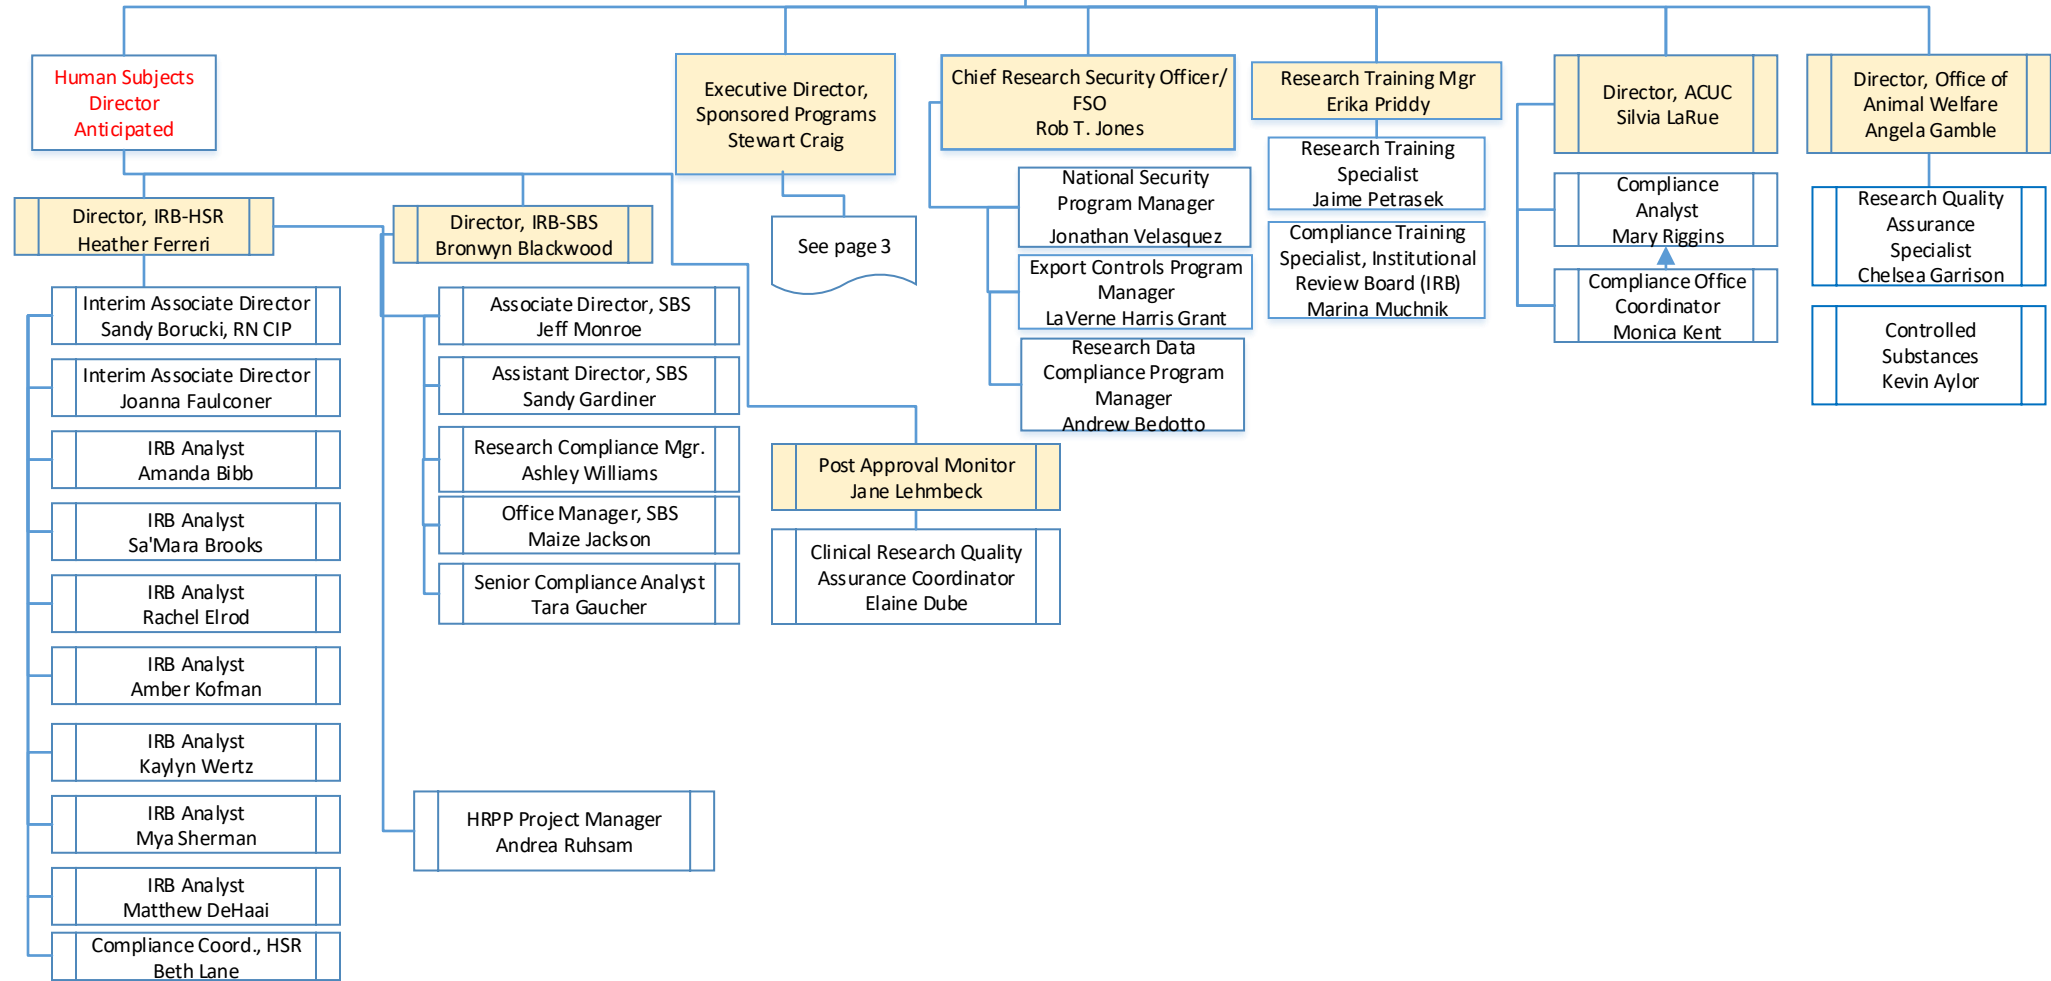 Human Subjects
Director
Anticipated
Executive Director,
Sponsored Programs
Stewart Craig
Chief Research Security Officer/
FSO
Rob T. Jones
Research Training Mgr
Erika Priddy
Director, ACUC
Silvia LaRue
Director, Office of
Animal Welfare
Angela Gamble
Director, IRB-HSR
Heather Ferreri
Interim Associate Director
Sandy Borucki, RN CIP
Interim Associate Director
Joanna Faulconer
IRB Analyst
Amanda Bibb
IRB Analyst
Sa'Mara Brooks
IRB Analyst
Rachel Elrod
IRB Analyst
Amber Kofman
IRB Analyst
Kaylyn Wertz
IRB Analyst
Mya Sherman
IRB Analyst
Matthew DeHaai
Compliance Coord., HSR
Beth Lane
Director, IRB-SBS
Bronwyn Blackwood
Associate Director, SBS
Jeff Monroe
Assistant Director, SBS
Sandy Gardiner
Research Compliance Mgr.
Ashley Williams
Office Manager, SBS
Maize Jackson
Senior Compliance Analyst
Tara Gaucher
HRPP Project Manager
Andrea Ruhsam
See page 3
Post Approval Monitor
Jane Lehmbeck
Clinical Research Quality
Assurance Coordinator
Elaine Dube
National Security
Program Manager
Jonathan Velasquez
Export Controls Program
Manager
LaVerne Harris Grant
Research Data
Compliance Program
Manager
Andrew Bedotto
Research Training
Specialist
Jaime Petrasek
Compliance Training
Specialist, Institutional
Review Board (IRB)
Marina Muchnik
Compliance
Analyst
Mary Riggins
Compliance Office
Coordinator
Monica Kent
Research Quality
Assurance
Specialist
Chelsea Garrison
Controlled
Substances
Kevin Aylor